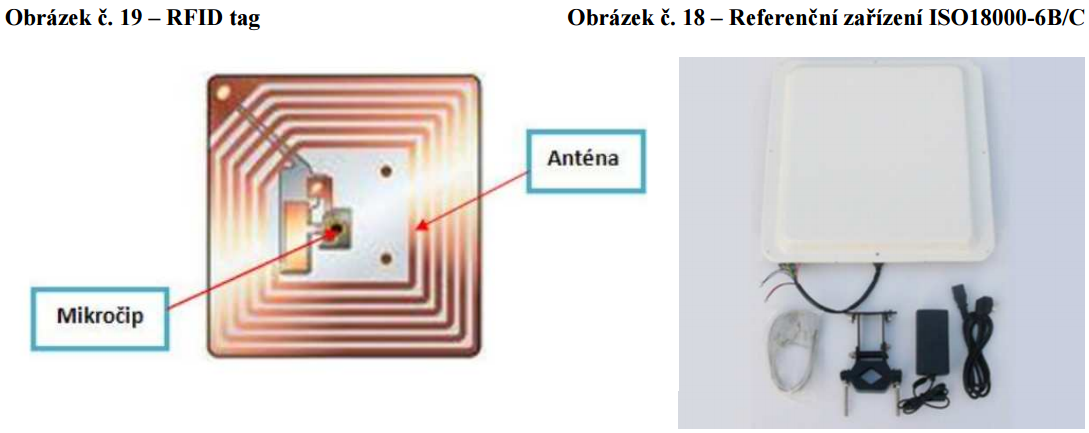 Obrázek č. 19 – RFID tag
Obrázek č. 18 – Referenční zařízení ISO18000-6B/C
Anténa
Mikročip